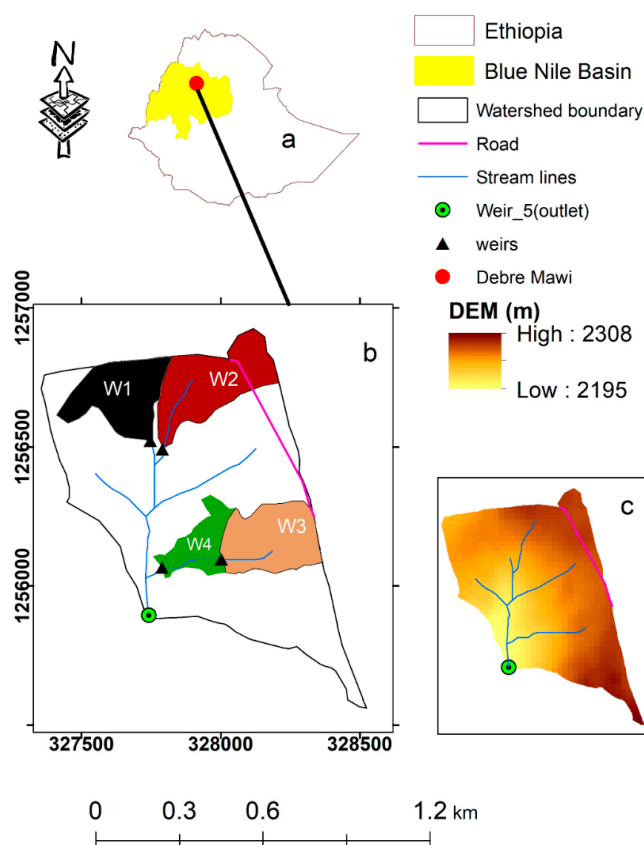 N
a
Ethiopia
Blue Nile Basin
Watershed boundary
Road
Stream lines
Weir_5(outlet)
weirs
Debre Mawi
DEM (m)
High : 2308
Low : 2195
b
W1
W2
W3
W4
1257000
1256500
1256000
327500
328000
328500
c
0
0.3
0.6
1.2 km